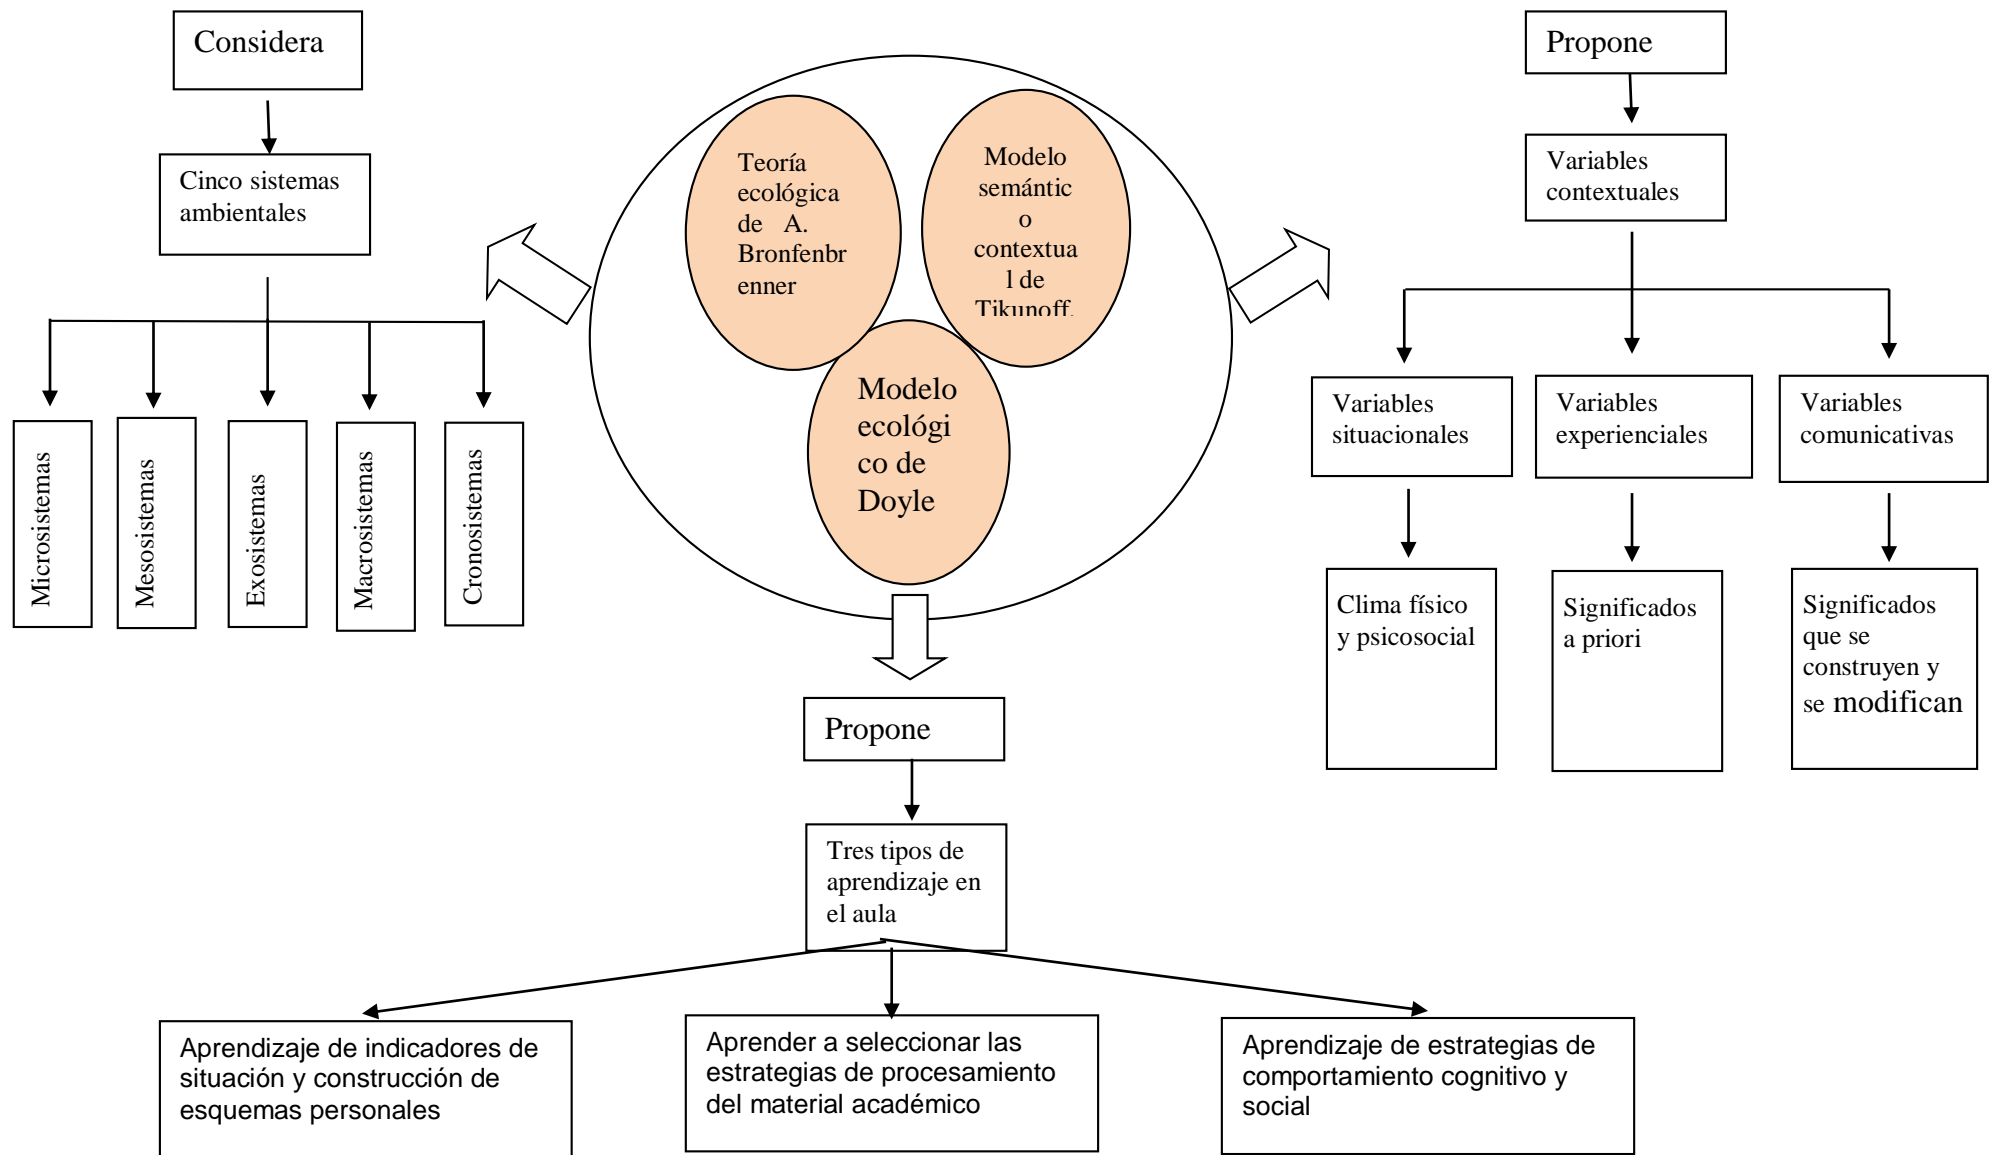 Considera
Cinco sistemas
ambientales
Microsistemas
Mesosistemas
Exosistemas
Macrosistemas
Cronosistemas
Teoría
ecológica
de A.
Bronfenbr
enner
Modelo
semántic
o
contextua
l de
Tikunoff.
Modelo
ecológi
co de
Doyle
Propone
Variables
contextuales
Variables
situacionales
Variables
experienciales
Variables
comunicativas
Clima físico
y psicosocial
Significados
a priori
Significados
que se
construyen y
se modifican
Propone
Tres tipos de
aprendizaje en
el aula
Aprendizaje de indicadores de
situación y construcción de
esquemas personales
Aprender a seleccionar las
estrategias de procesamiento
del material académico
Aprendizaje de estrategias de
comportamiento cognitivo y
social